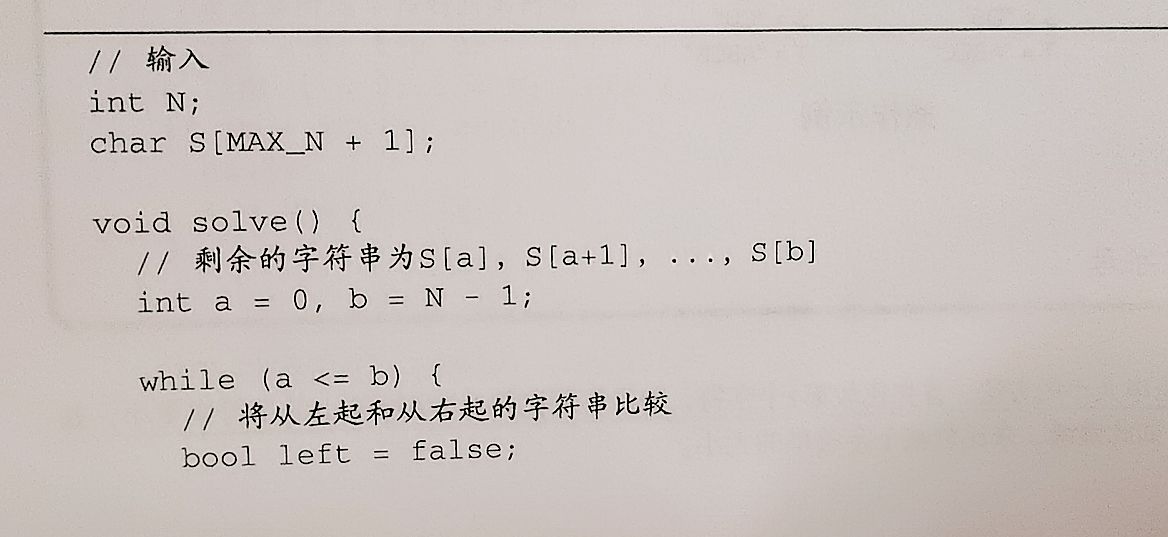 // 输入
int N;
char S[MAX_N + 1];
void solve() {
// 剩余的字符串为S[a], S[a+1], ..., S[b]
int a = 0, b = N - 1;
while (a <= b) {
// 将从左起和从右起的字符串比较
bool left = false;